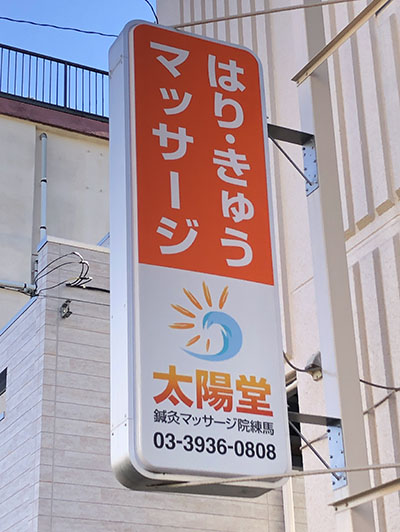 はり・きゅう
マッサージ
太陽堂
鍼灸マッサージ院練馬
03-3936-0808